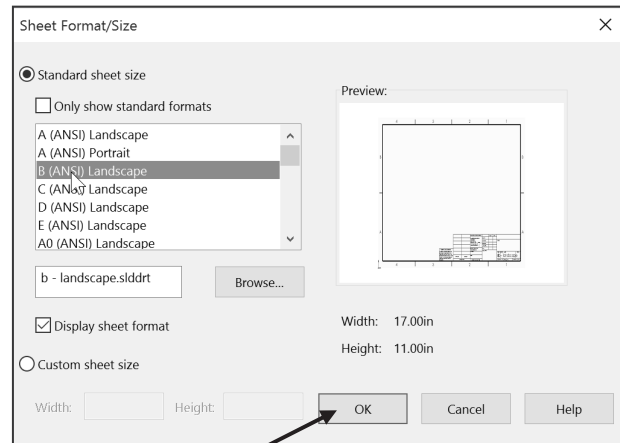 Sheet Format/Size
Standard sheet size
Only show standard formats
A (ANSI) Landscape
A (ANSI) Portrait
B (ANSI) Landscape
C (ANSI) Landscape
D (ANSI) Landscape
E (ANSI) Landscape
A0 (ANSI) Landscape
b - landscape.slddrt
Browse...
Display sheet format
Custom sheet size
Width:
Height:
Preview:
Width: 17.00in
Height: 11.00in
OK
Cancel
Help